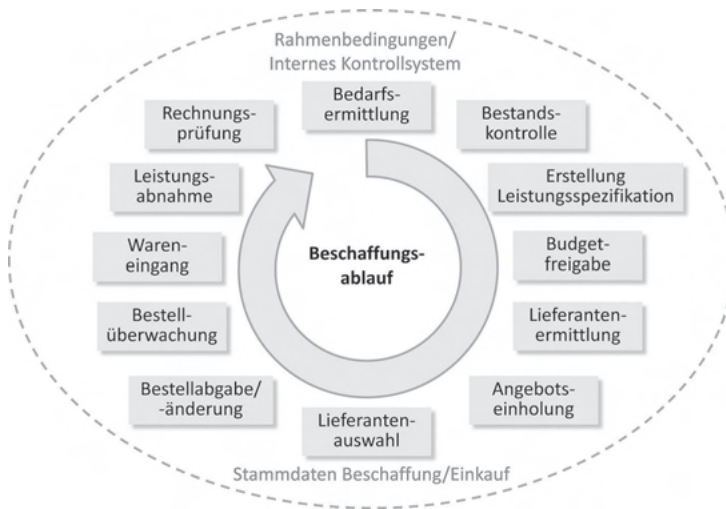 Rahmenbedingungen/
Internes Kontrollsystem
Bedarfs-
ermittlung
Bestands-
kontrolle
Erstellung
Leistungsspezifikation
Budget-
freigabe
Lieferanten-
ermittlung
Angebots-
einholung
Lieferanten-
auswahl
Bestellabgabe/
-änderung
Bestell-
überwachung
Waren-
eingang
Leistungs-
abnahme
Rechnungs-
prüfung
Beschaffungs-
ablauf
Stammdaten Beschaffung/Einkauf